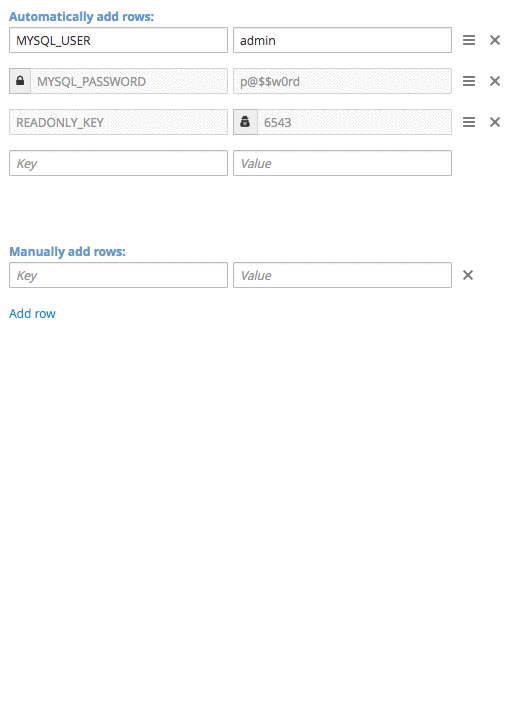 Automatically add rows:
MYSQL_USER admin
MYSQL_PASSWORD p@$$w0rd
READONLY_KEY 6543
Key Value
Manually add rows:
Key Value
Add row